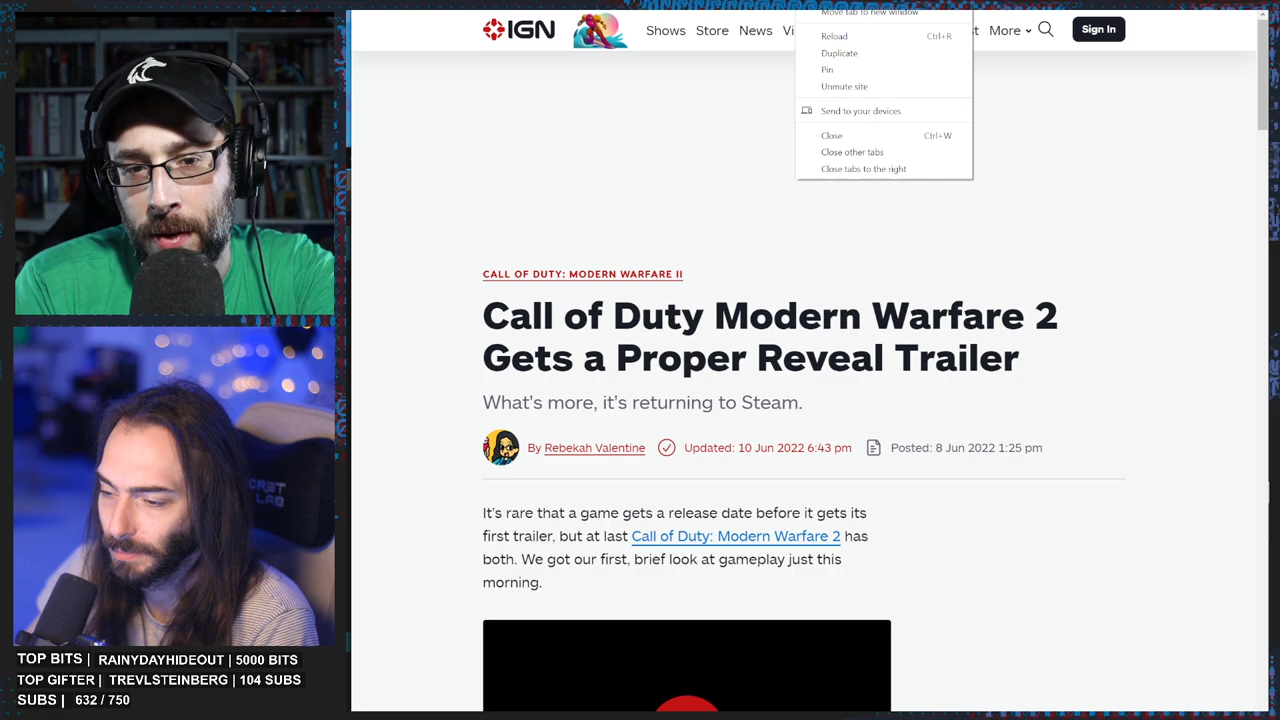 IGN
Shows Store News Vi
t More
Sign In
Move tab to new window
Reload Ctrl+R
Duplicate
Pin
Unmute site
Send to your devices
Close Ctrl+W
Close other tabs
Close tabs to the right
CALL OF DUTY: MODERN WARFARE II
Call of Duty Modern Warfare 2
Gets a Proper Reveal Trailer
What's more, it's returning to Steam.
By Rebekah Valentine Updated: 10 Jun 2022 6:43 pm Posted: 8 Jun 2022 1:25 pm
It's rare that a game gets a release date before it gets its
first trailer, but at last Call of Duty: Modern Warfare 2 has
both. We got our first, brief look at gameplay just this
morning.
TOP BITS | RAINYDAYHIDEOUT | 5000 BITS
TOP GIFTER | TREVLSTEINBERG | 104 SUBS
SUBS | 632 / 750